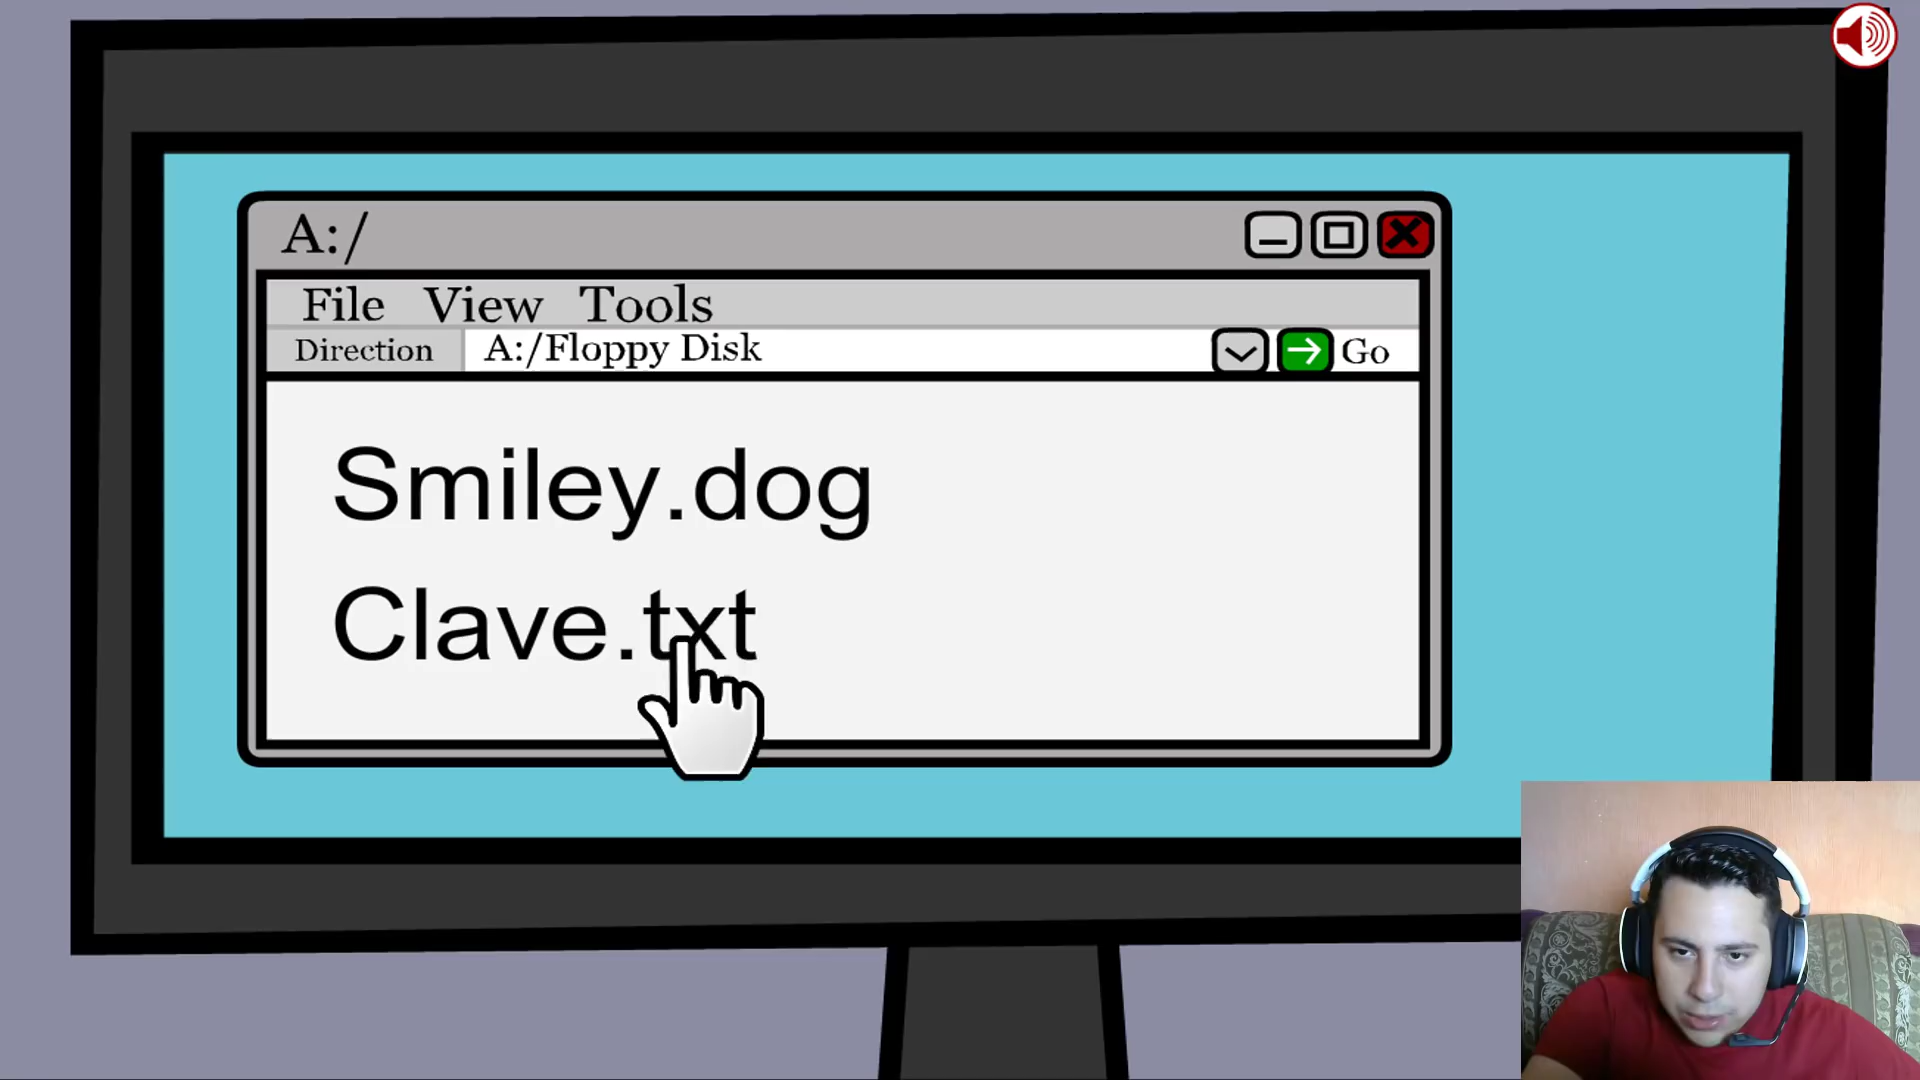 A:/
File View Tools
Direction A:/Floppy Disk Go
Smiley.dog
Clave.txt